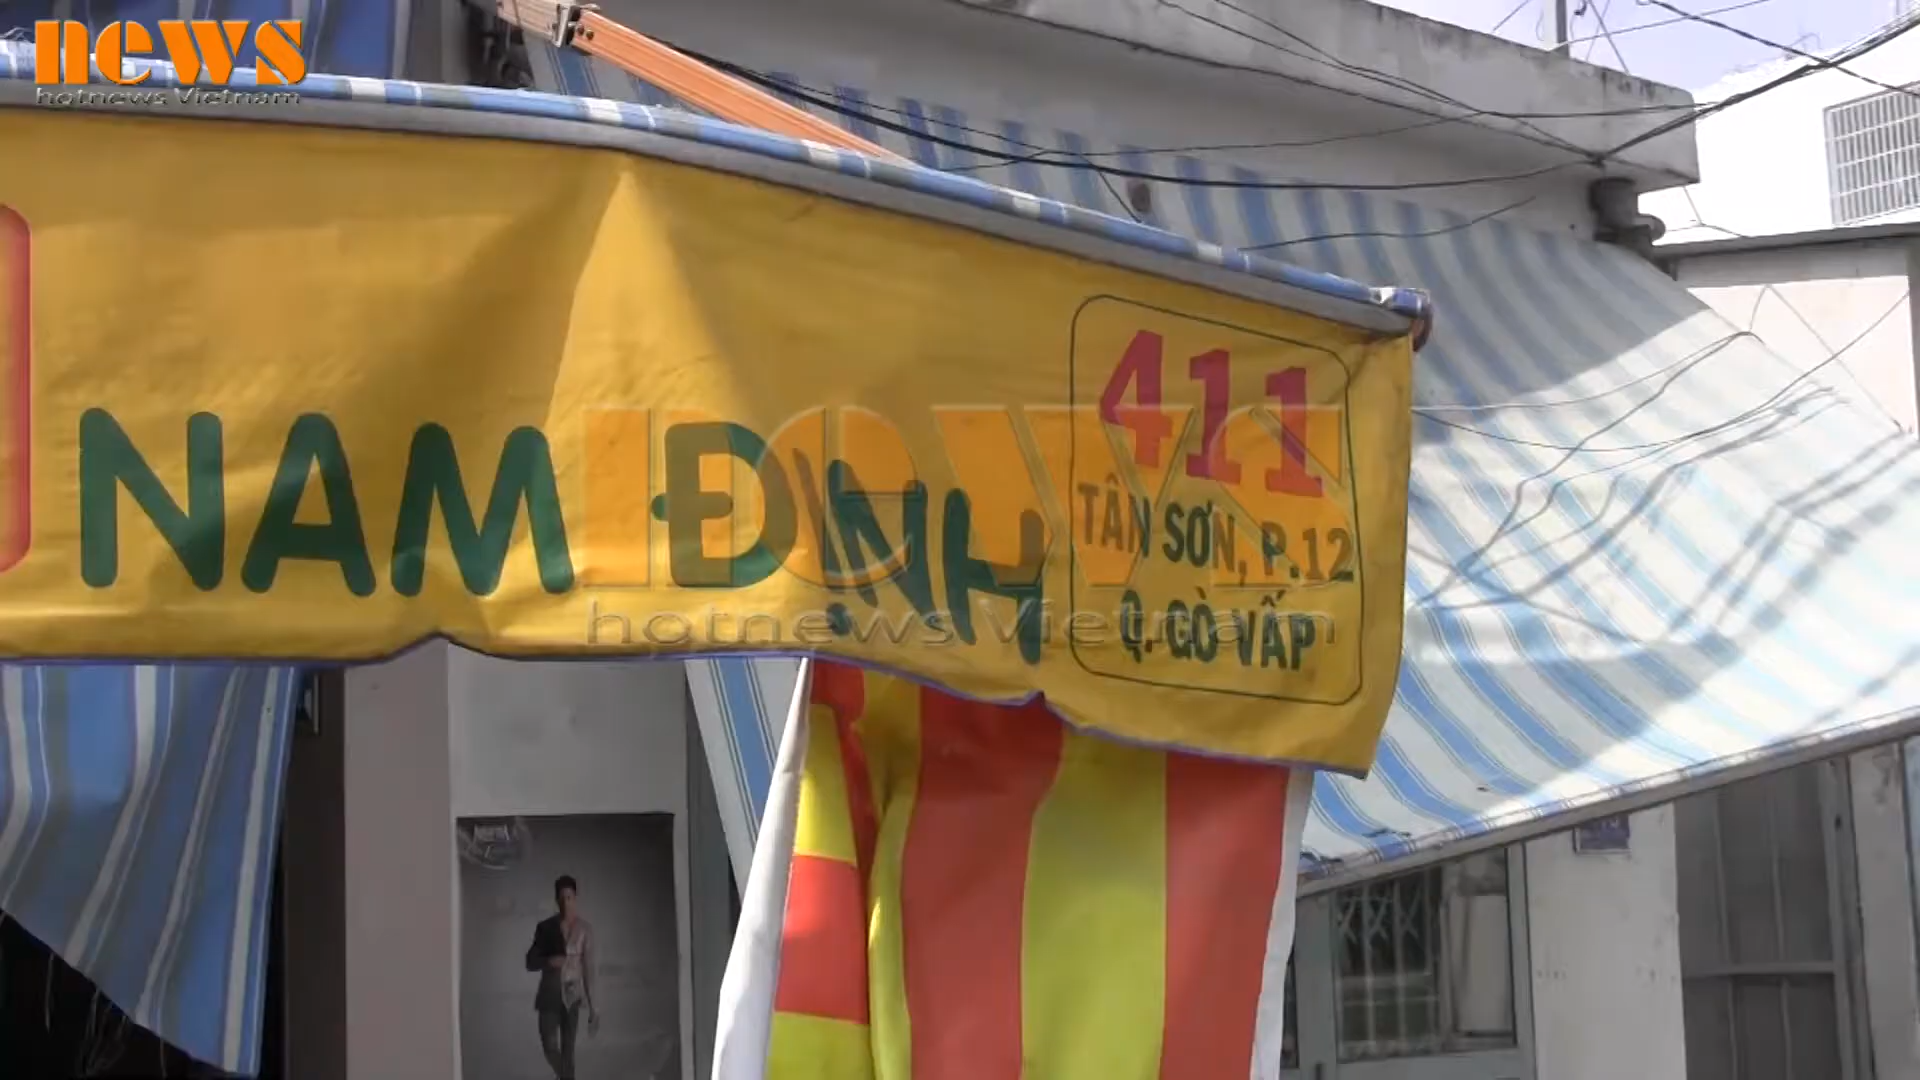 news
hotnews Vietnam
NAM ĐỊNH
411
TÂN SƠN, P.12
Q. GÒ VẤP
news
hotnews Vietnam